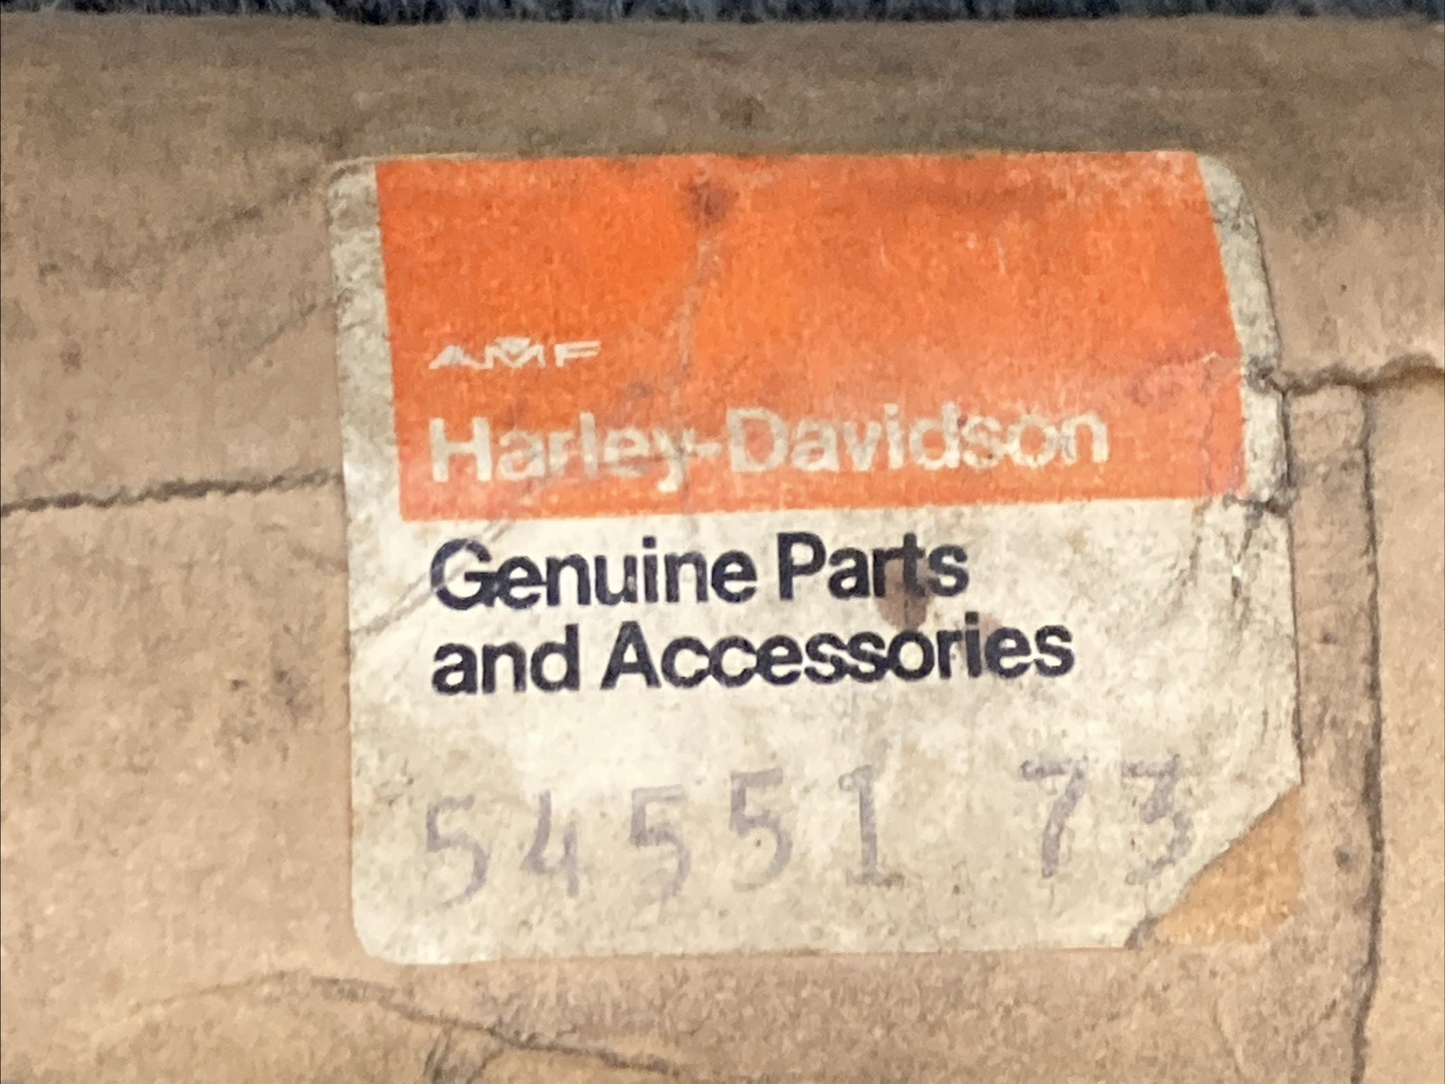 AMF
Harley-Davidson
Genuine Parts
and Accessories
54551 73